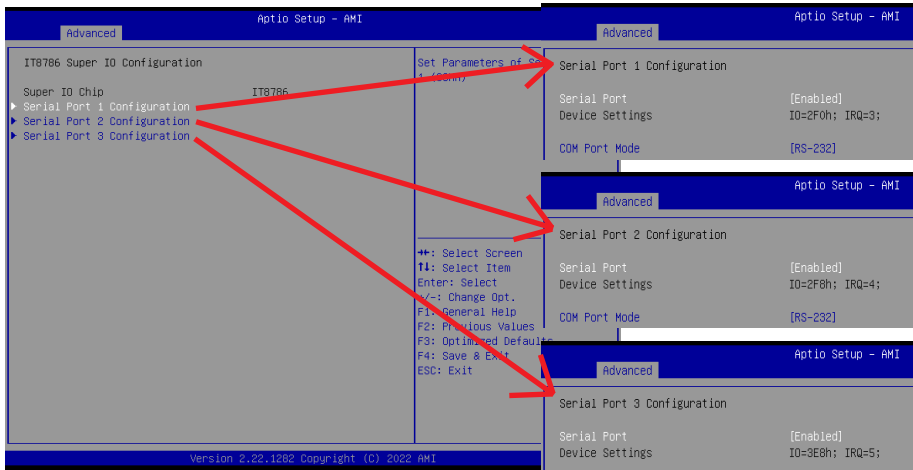 Aptio Setup - AMI
Advanced
IT8786 Super IO Configuration
Super IO Chip IT8786
Serial Port 1 Configuration
Serial Port 2 Configuration
Serial Port 3 Configuration
Set Parameters of
1 (COMA)
→←: Select Screen
↑↓: Select Item
Enter: Select
+/-: Change Opt.
F1: General Help
F2: Previous Values
F3: Optimized Defaults
F4: Save & Exit
ESC: Exit
Version 2.22.1282 Copyright (C) 2022 AMI
Aptio Setup - AMI
Advanced
Serial Port 1 Configuration
Serial Port [Enabled]
Device Settings IO=2F0h; IRQ=3;
COM Port Mode [RS-232]
Aptio Setup - AMI
Advanced
Serial Port 2 Configuration
Serial Port [Enabled]
Device Settings IO=2F8h; IRQ=4;
COM Port Mode [RS-232]
Aptio Setup - AMI
Advanced
Serial Port 3 Configuration
Serial Port [Enabled]
Device Settings IO=3E8h; IRQ=5;